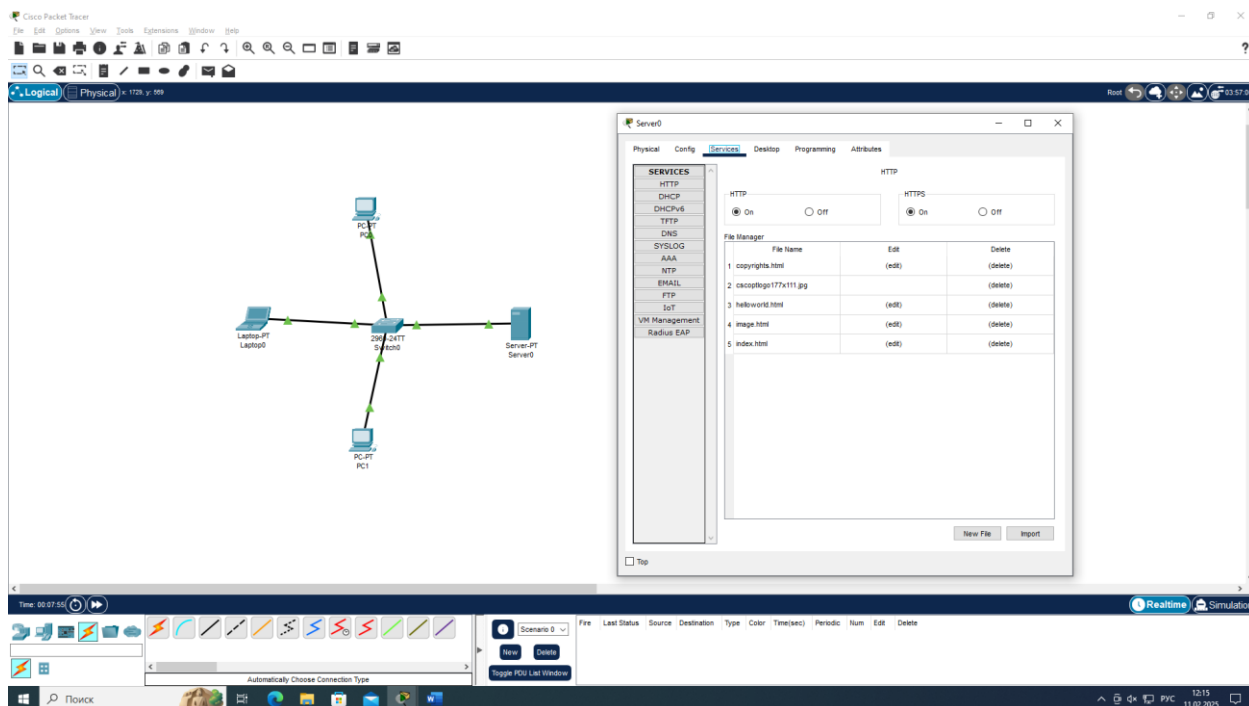 Cisco Packet Tracer
File Edit Options View Tools Extensions Window Help
?
Logical Physical x: 1729, y: 989
Root 03:57:0
Server0
Physical Config Services Desktop Programming Attributes
SERVICES
HTTP
DHCP
DHCPv6
TFTP
DNS
SYSLOG
AAA
NTP
EMAIL
FTP
IoT
VM Management
Radius EAP
HTTP
HTTP
On Off
HTTPS
On Off
File Manager
File Name Edit Delete
1 copyrights.html (edit) (delete)
2 cscoptlogo177x111.jpg (delete)
3 helloworld.html (edit) (delete)
4 image.html (edit) (delete)
5 index.html (edit) (delete)
New File Import
Top
PC-PT
Laptop-PT
Laptop0
2960-24TT
Switch0
Server-PT
Server0
PC-PT
PC1
Time: 00:07:55
Realtime Simulation
Automatically Choose Connection Type
Scenario 0
New Delete
Toggle PDU List Window
Fire Last Status Source Destination Type Color Time(sec) Periodic Num Edit Delete
Поиск
РУС
12:15
11.02.2025